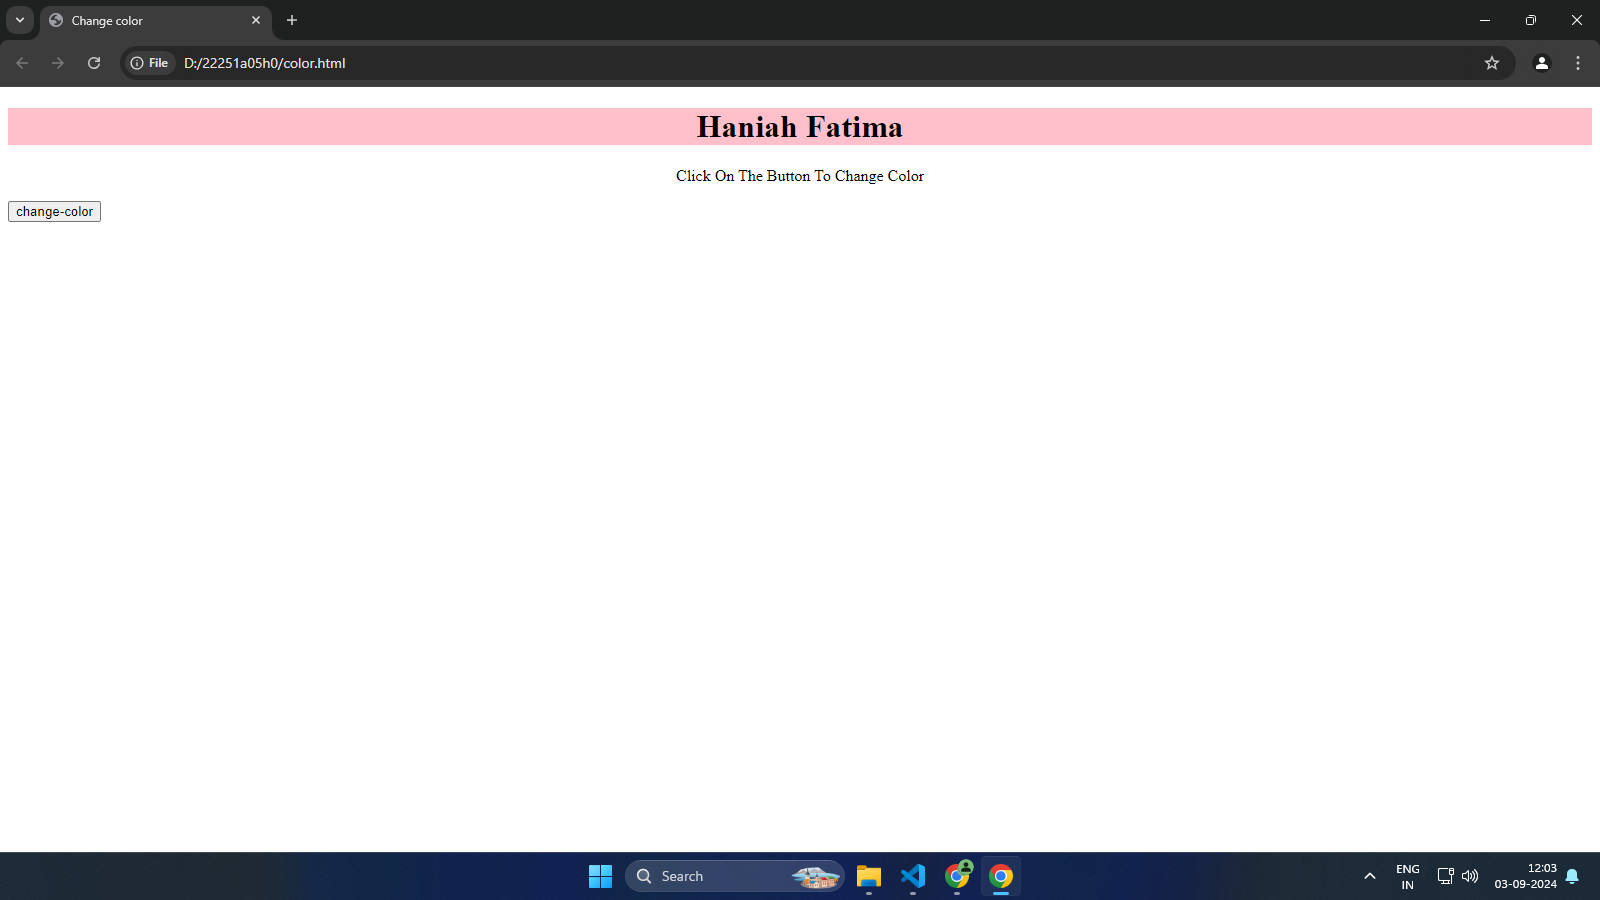 Change color
File D:/22251a05h0/color.html
Haniah Fatima
Click On The Button To Change Color
change-color
Search
ENG
IN
12:03
03-09-2024